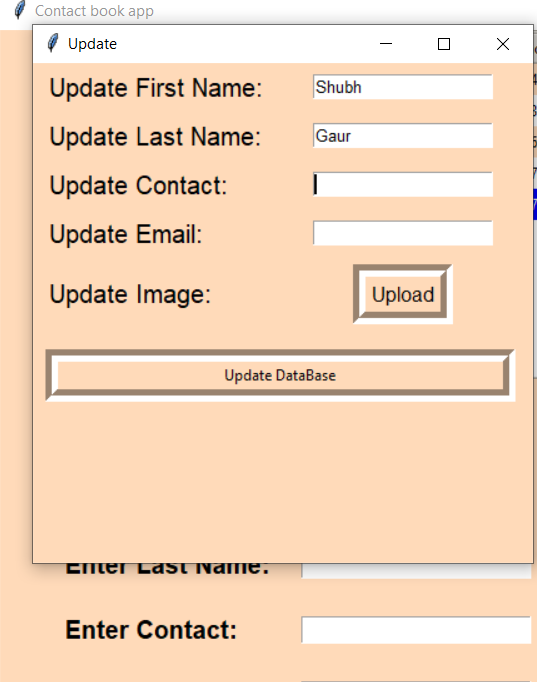 Contact book app
Update
Update First Name: Shubh
Update Last Name: Gaur
Update Contact:
Update Email:
Update Image: Upload
Update DataBase
Enter Last Name:
Enter Contact: